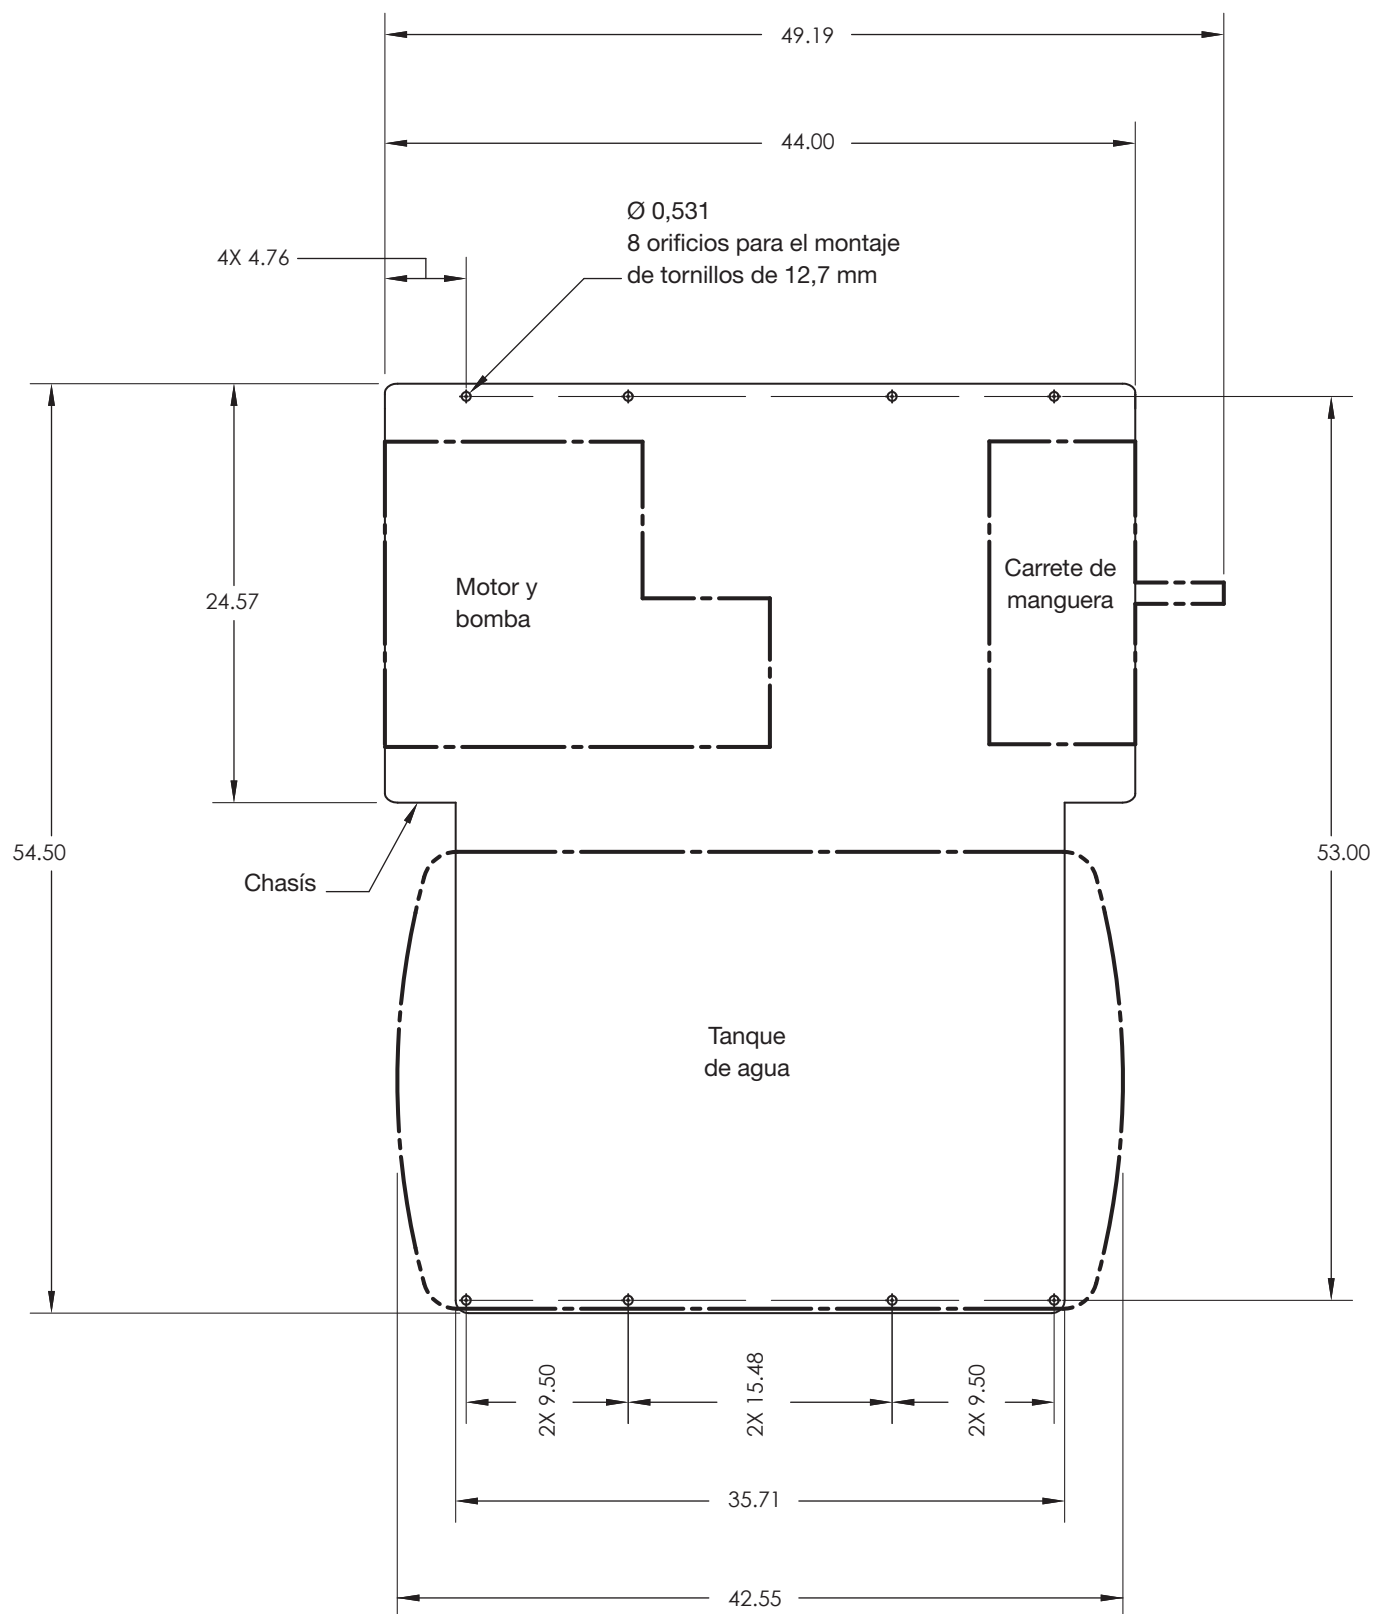 49.19
44.00
Ø 0,531
8 orificios para el montaje
de tornillos de 12,7 mm
4X 4.76
24.57
Motor y
bomba
Carrete de
manguera
54.50
53.00
Chasís
Tanque
de agua
2X 9.50
2X 15.48
2X 9.50
35.71
42.55